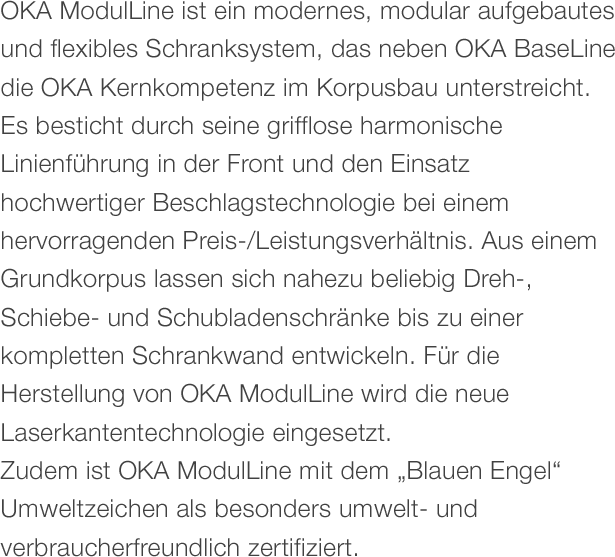 OKA ModulLine ist ein modernes, modular aufgebautes
und flexibles Schranksystem, das neben OKA BaseLine
die OKA Kernkompetenz im Korpusbau unterstreicht.
Es besticht durch seine grifflose harmonische
Linienführung in der Front und den Einsatz
hochwertiger Beschlagstechnologie bei einem
hervorragenden Preis-/Leistungsverhältnis. Aus einem
Grundkorpus lassen sich nahezu beliebig Dreh-,
Schiebe- und Schubladenschränke bis zu einer
kompletten Schrankwand entwickeln. Für die
Herstellung von OKA ModulLine wird die neue
Laserkantentechnologie eingesetzt.
Zudem ist OKA ModulLine mit dem „Blauen Engel“
Umweltzeichen als besonders umwelt- und
verbraucherfreundlich zertifiziert.